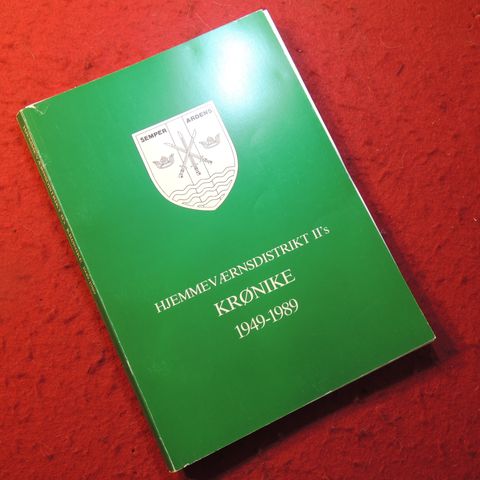 SEMPER ARDENS
HJEMMEVÆRNSDISTRIKT II's
KRØNIKE
1949-1989